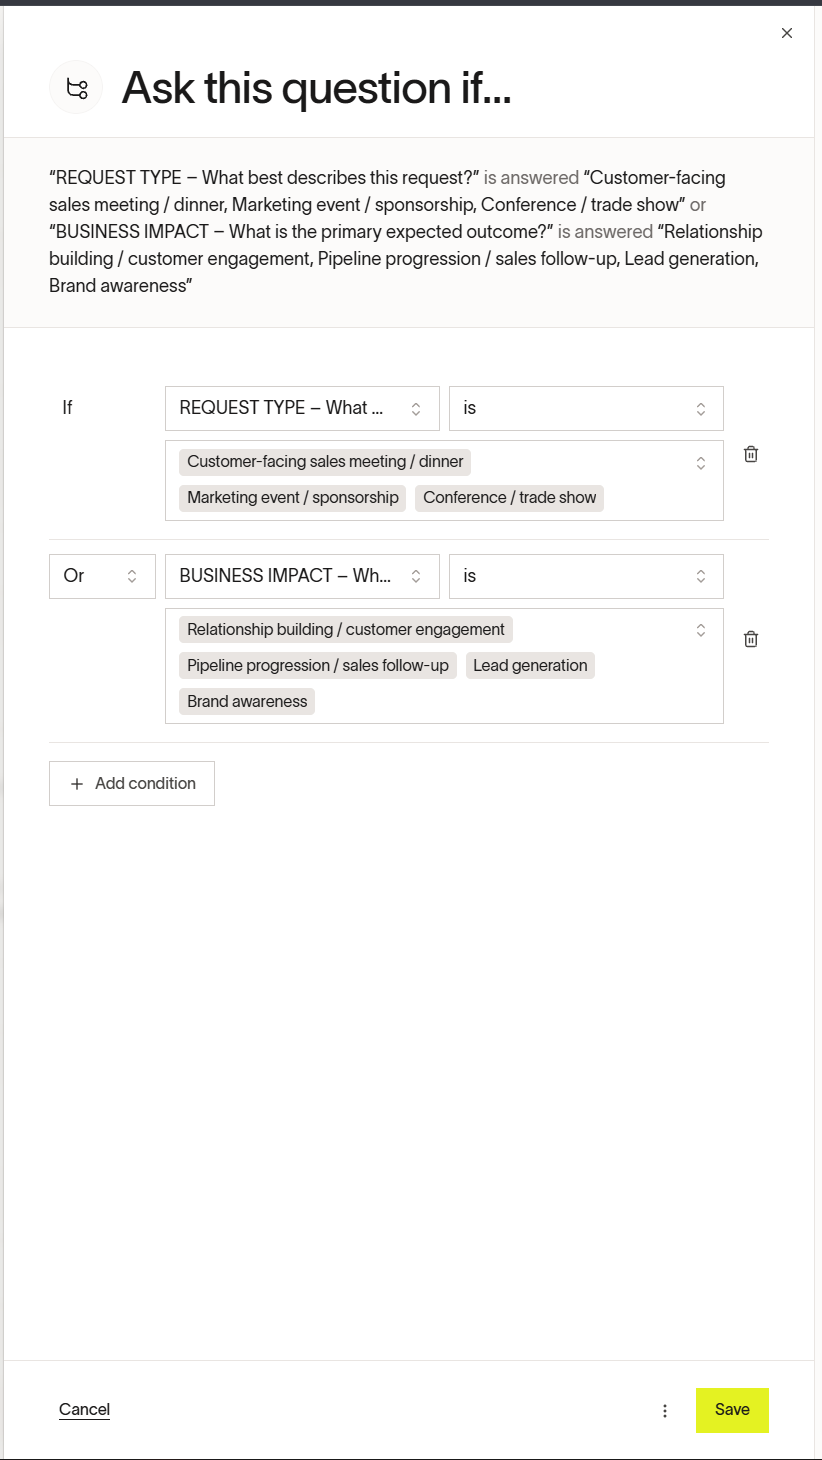 Ask this question if...
“REQUEST TYPE – What best describes this request?” is answered “Customer-facing
sales meeting / dinner, Marketing event / sponsorship, Conference / trade show” or
“BUSINESS IMPACT – What is the primary expected outcome?” is answered “Relationship
building / customer engagement, Pipeline progression / sales follow-up, Lead generation,
Brand awareness”
If
REQUEST TYPE – What ...
is
Customer-facing sales meeting / dinner
Marketing event / sponsorship
Conference / trade show
Or
BUSINESS IMPACT – Wh...
is
Relationship building / customer engagement
Pipeline progression / sales follow-up
Lead generation
Brand awareness
Add condition
Cancel
Save